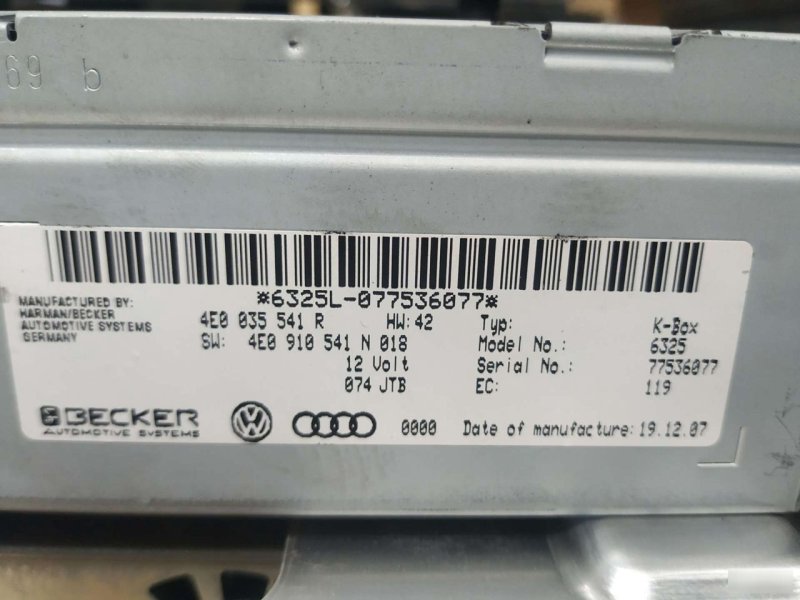 69 b
*6325L-077536077*
MANUFACTURED BY:
HARMAN/BECKER
AUTOMOTIVE SYSTEMS
GERMANY
4E0 035 541 R HW:42
SW: 4E0 910 541 N 018
12 Volt
074 JTB
Typ: K-Box
Model No.: 6325
Serial No.: 77536077
EC: 119
BECKER
AUTOMOTIVE SYSTEMS
VW
0000 Date of manufacture: 19.12.07